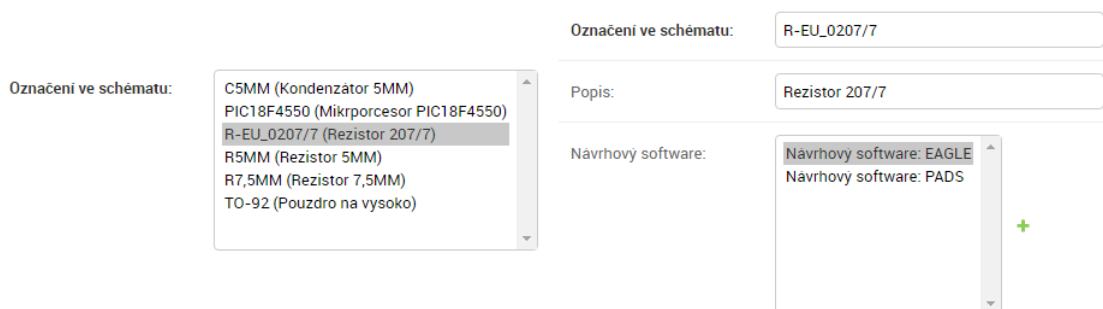 Označení ve schématu:
C5MM (Kondenzátor 5MM)
PIC18F4550 (Mikrporcesor PIC18F4550)
R-EU_0207/7 (Rezistor 207/7)
R5MM (Rezistor 5MM)
R7,5MM (Rezistor 7,5MM)
TO-92 (Pouzdro na vysoko)
Označení ve schématu: R-EU_0207/7
Popis: Rezistor 207/7
Návrhový software: Návrhový software: EAGLE
Návrhový software: PADS